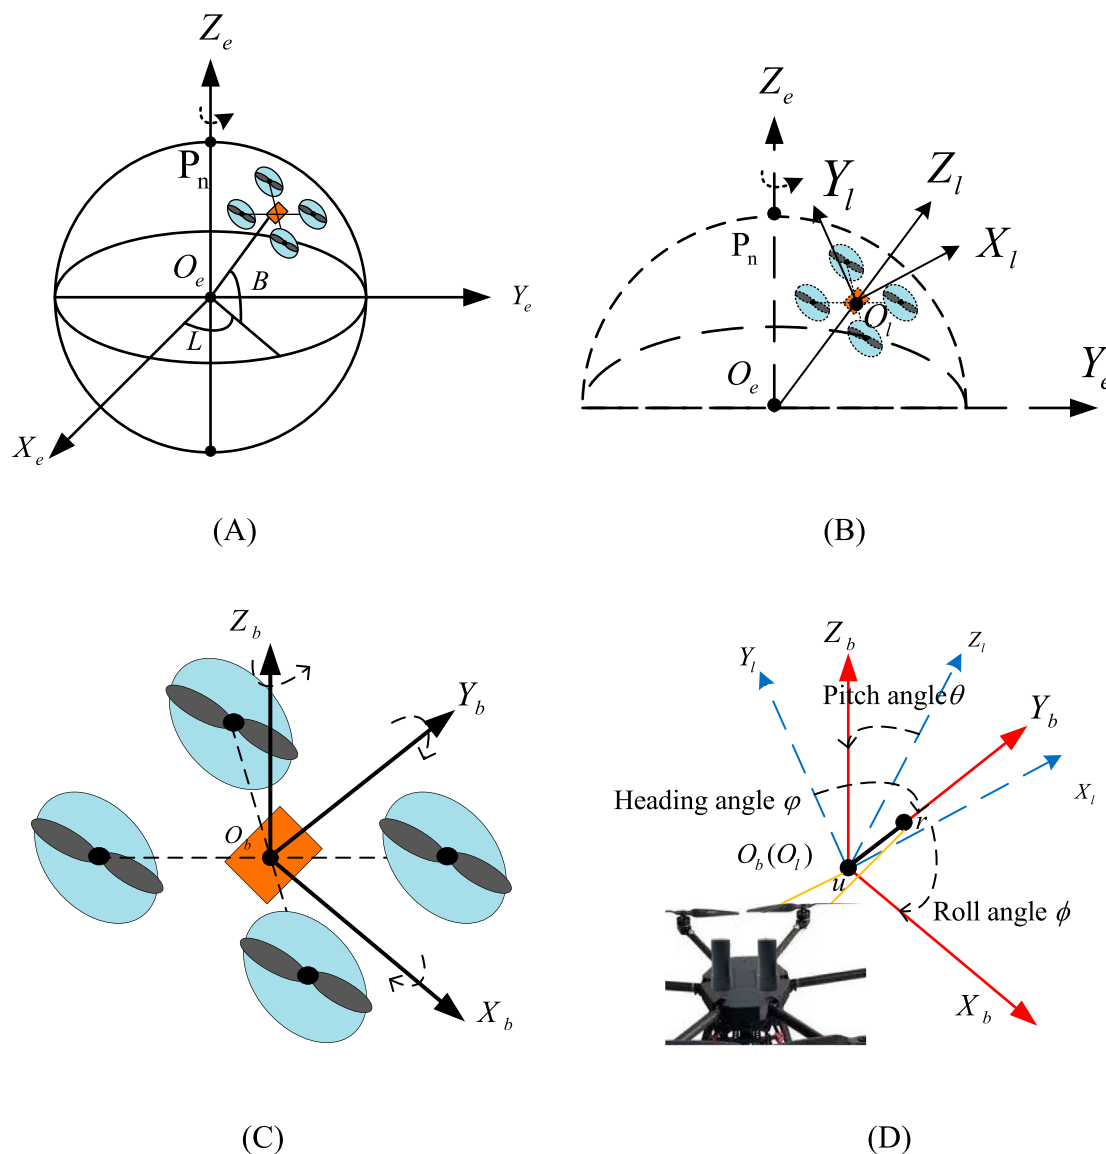 Z_e
P_n
O_e
B
L
Y_e
X_e
(A)
Z_e
Y_l
Z_l
P_n
X_l
O_l
O_e
Y_e
(B)
Z_b
Y_b
O_b
X_b
(C)
Z_b
Z_l
Y_l
Pitch angle θ
Y_b
X_l
Heading angle φ
r
O_b(O_l)
u
Roll angle ϕ
X_b
(D)